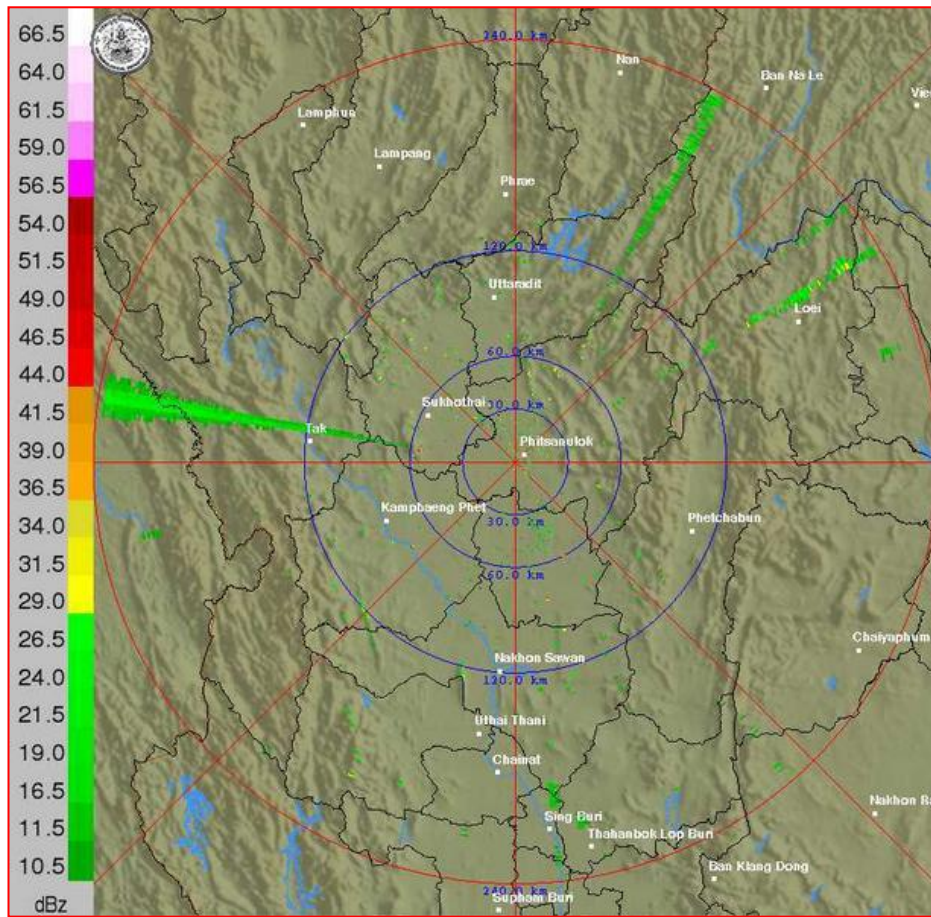 66.5
64.0
61.5
59.0
56.5
54.0
51.5
49.0
46.5
44.0
41.5
39.0
36.5
34.0
31.5
29.0
26.5
24.0
21.5
19.0
16.5
11.5
10.5
dBz
240.0 km
Nan
Ban Na Le
Lamphun
Lampang
Phrae
120.0 km
Uttaradit
Loei
60.0 km
30.0 km
Sukhothai
Tak
Phitsanulok
Kamphaeng Phet
30.0
Phetchabun
60.0 km
Chaiyaphum
Nakhon Sawan
120.0 km
Uthai Thani
Chainat
Nakhon Ra
Sing Buri
Thahanbok Lop Buri
Ban Klang Dong
240.0 km
Suphan Buri